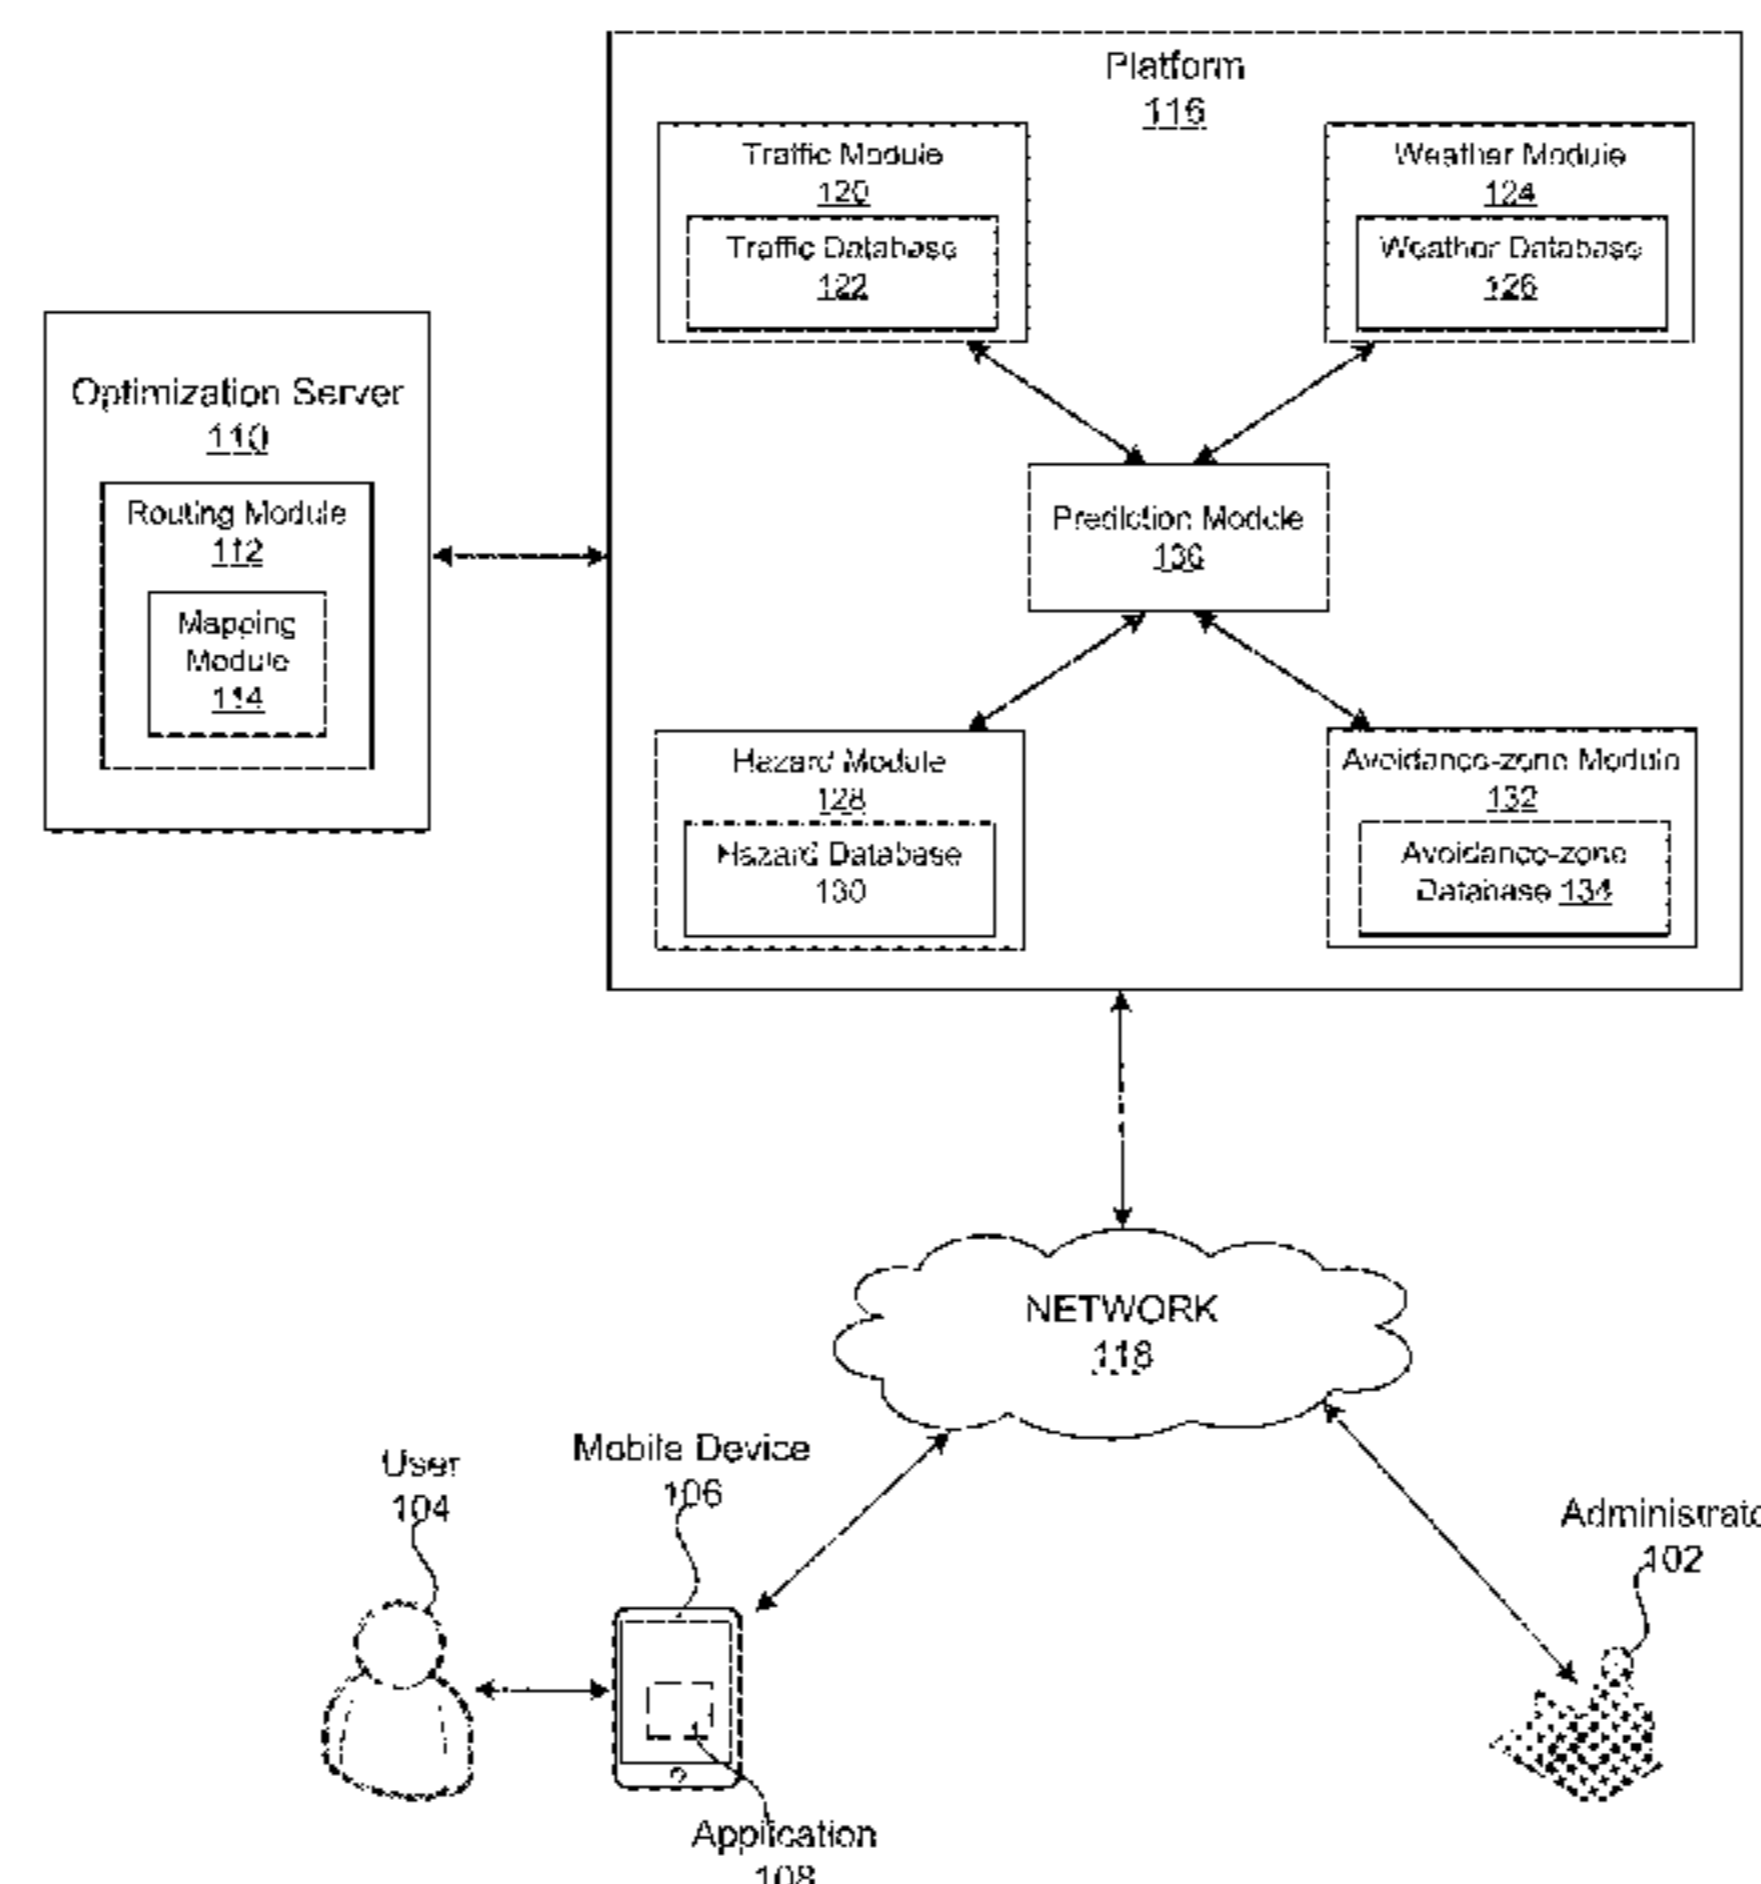 Platform
116
Traffic Module
120
Traffic Database
122
Weather Module
124
Weather Database
126
Optimization Server
110
Routing Module
112
Mapping
Module
114
Prediction Module
136
Hazard Module
128
Hazard Database
130
Avoidance-zone Module
132
Avoidance-zone
Database 134
NETWORK
118
User
104
Mobile Device
106
Administrato
102
Application
108